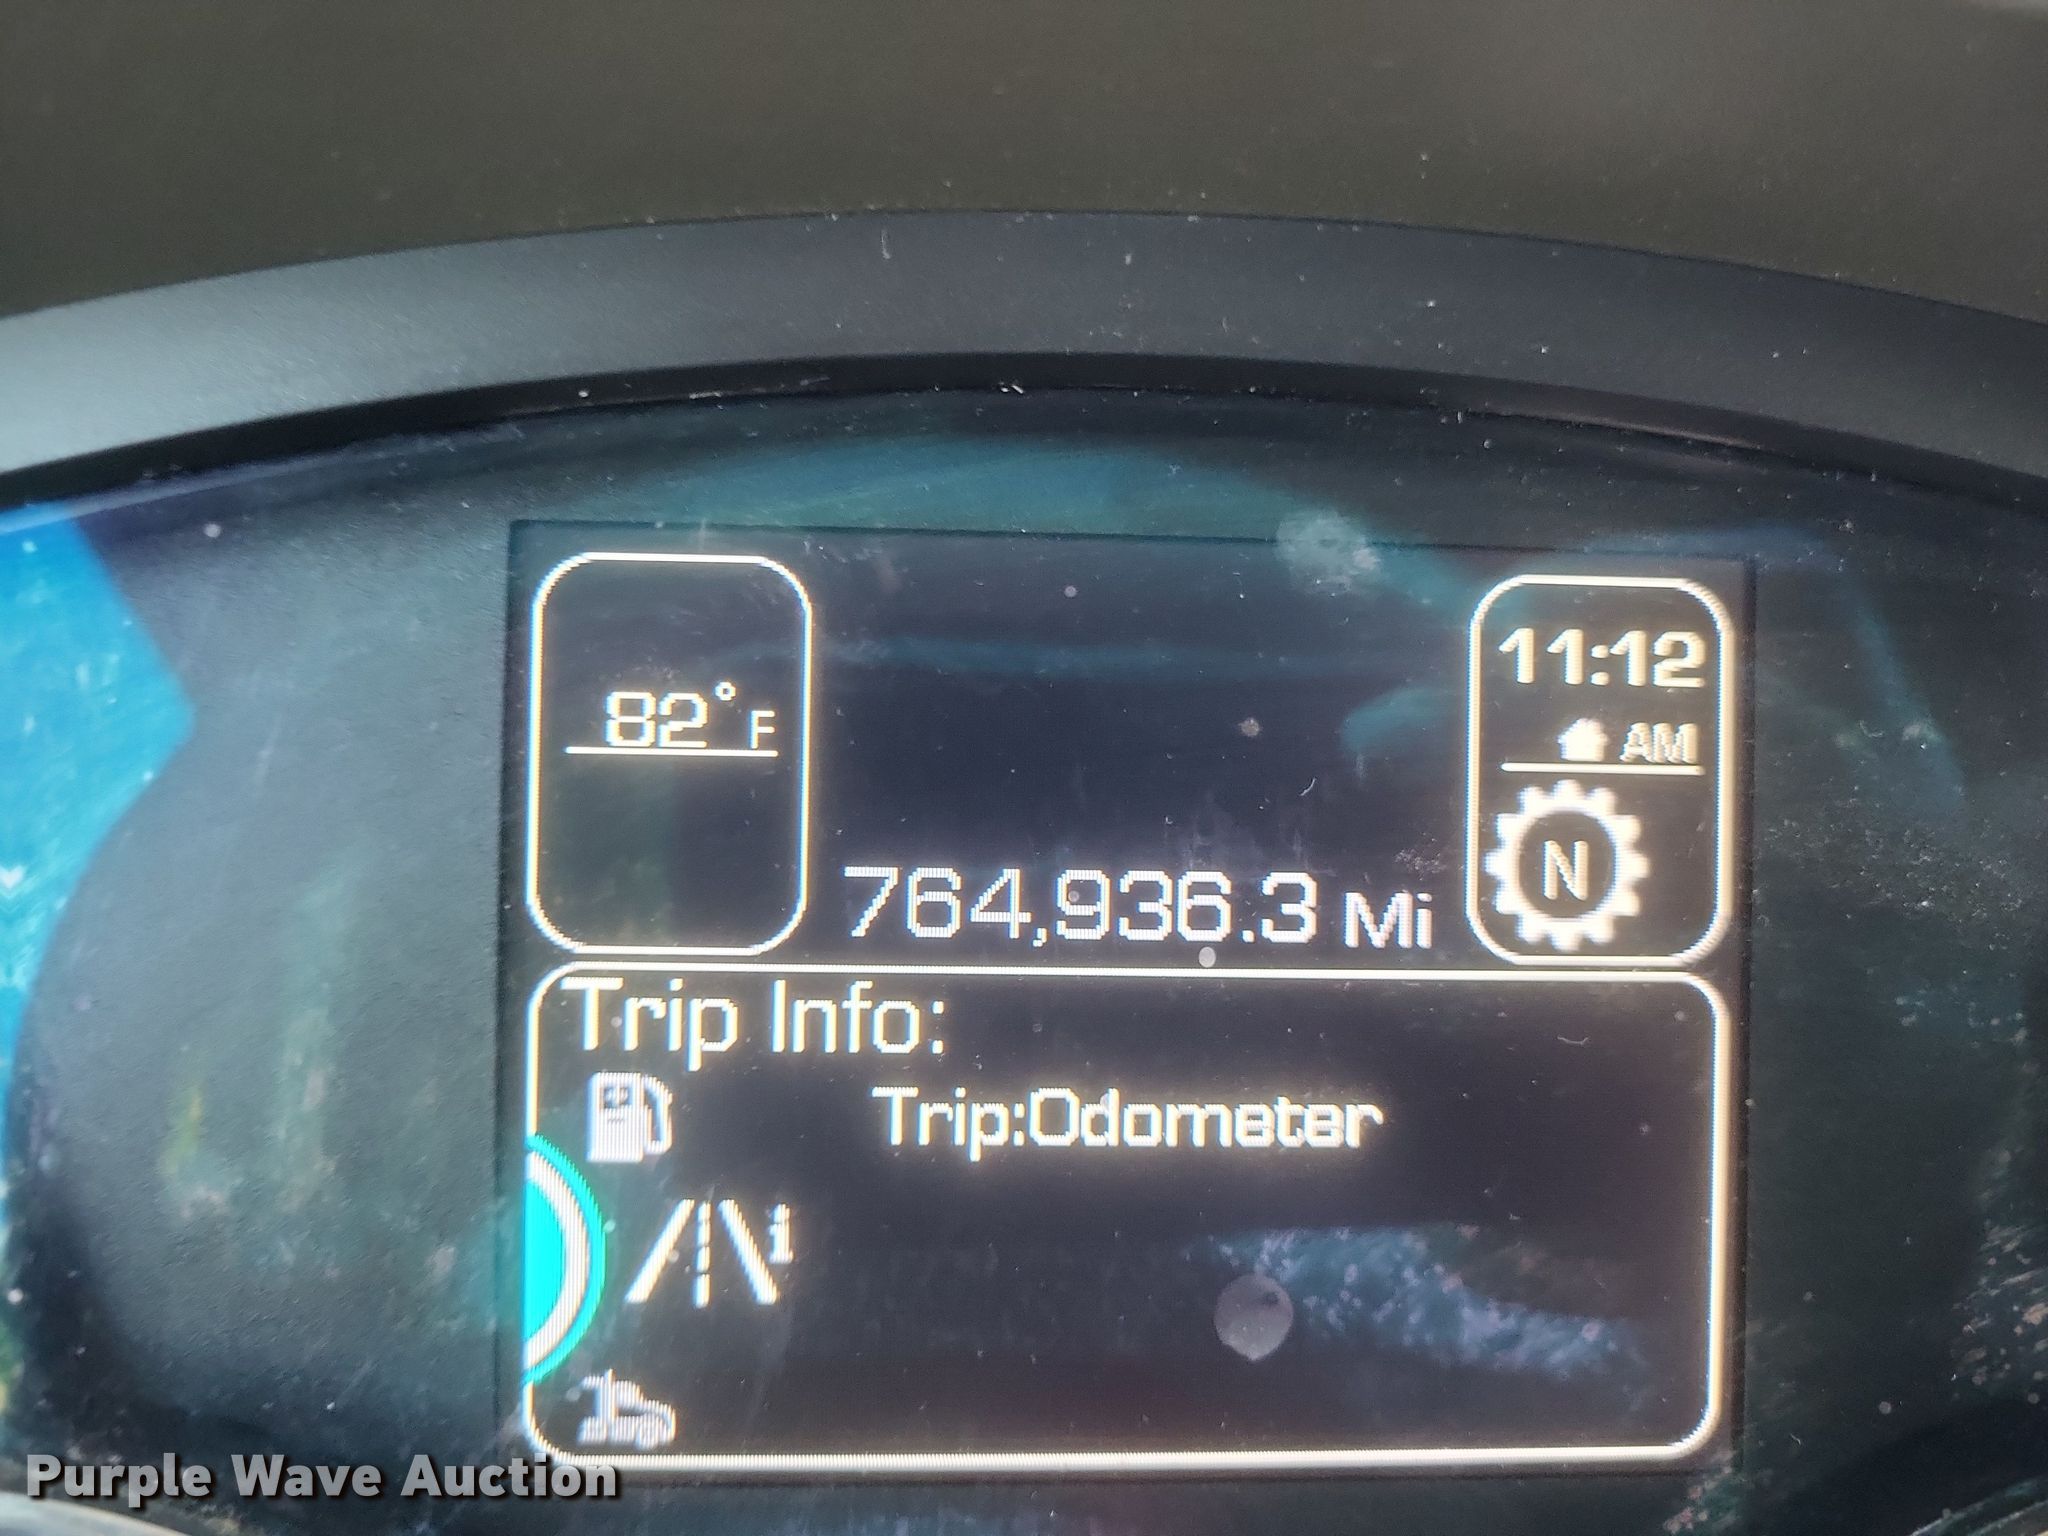 82°F
11:12
AM
N
764,936.3 Mi
Trip Info:
Trip:Odometer
i
Purple Wave Auction